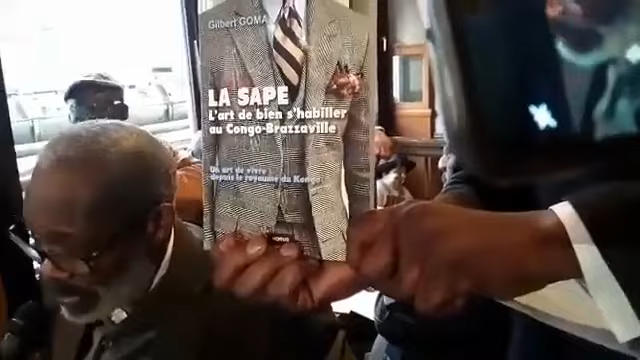 Gilbert GOMA
LA SAPE
L'art de bien s'habiller
au Congo-Brazzaville
Un art de vivre
depuis le royaume du Kongo